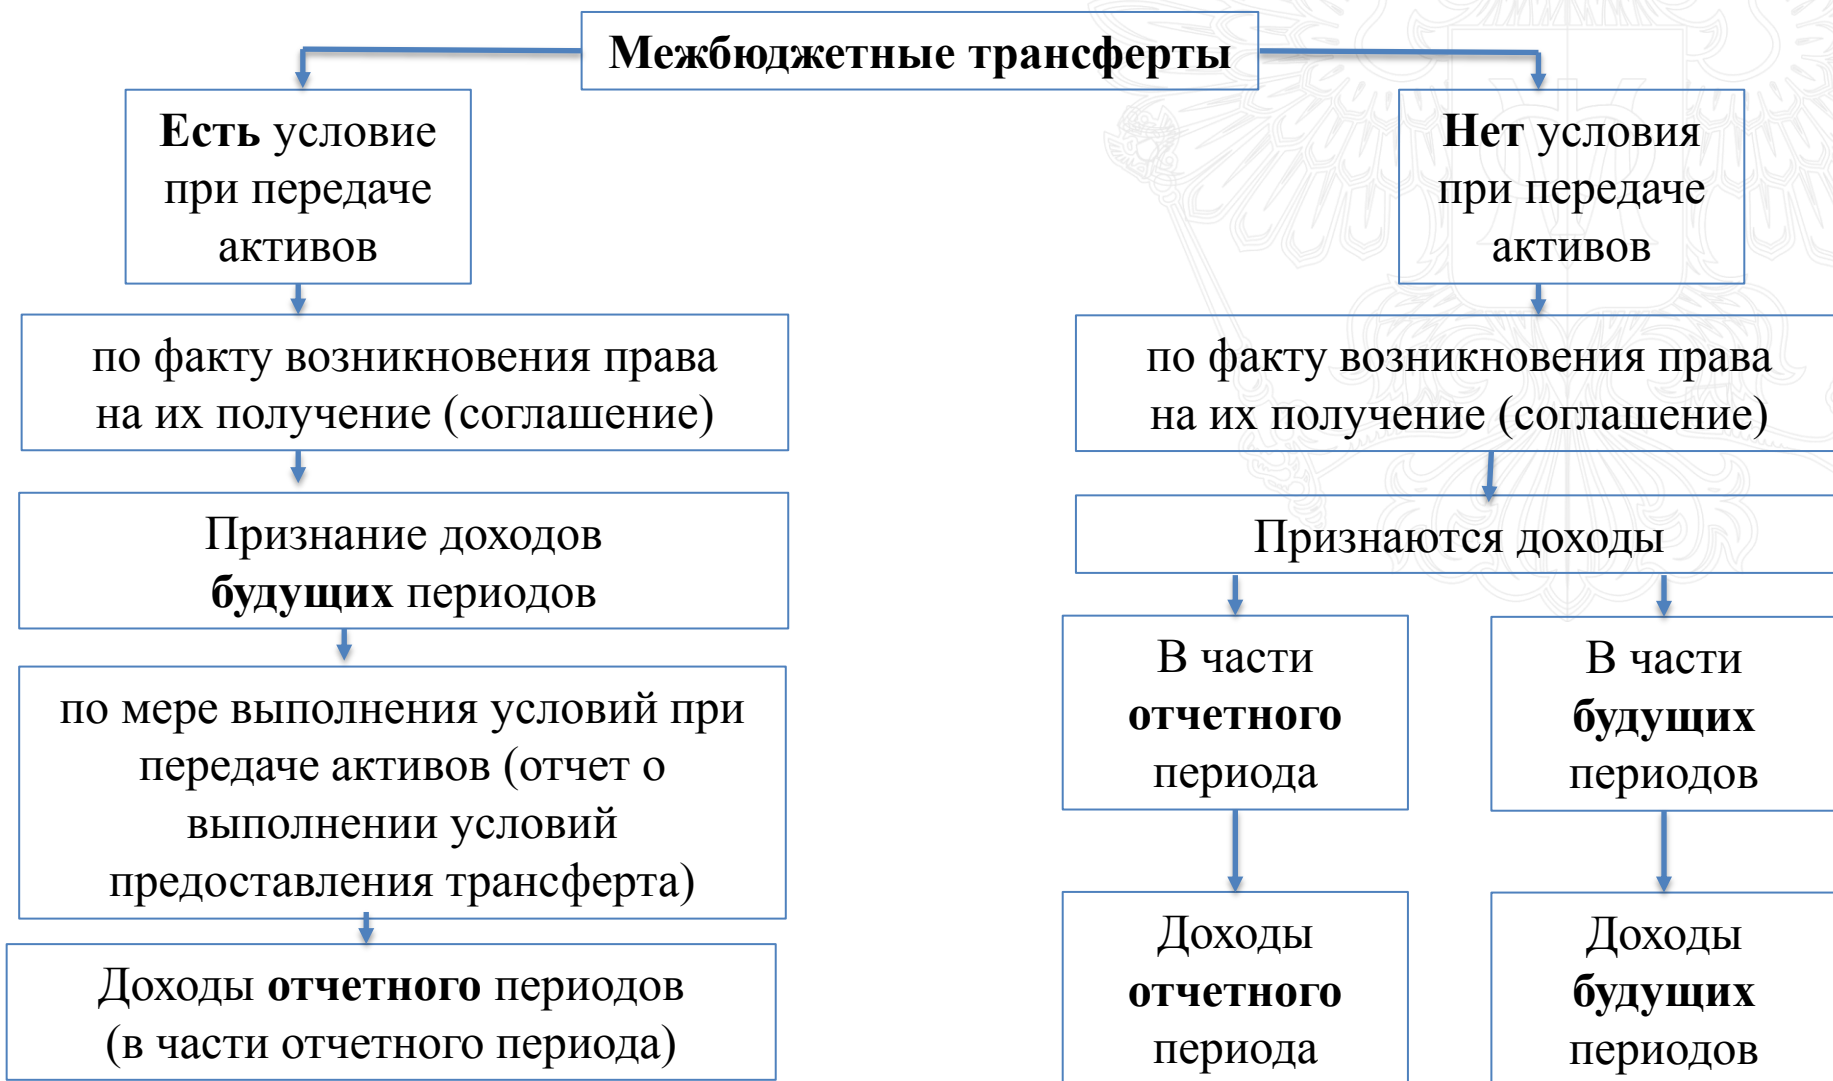 Межбюджетные трансферты
Есть условие
при передаче
активов
по факту возникновения права
на их получение (соглашение)
Признание доходов
будущих периодов
по мере выполнения условий при
передаче активов (отчет о
выполнении условий
предоставления трансферта)
Доходы отчетного периодов
(в части отчетного периода)
Нет условия
при передаче
активов
по факту возникновения права
на их получение (соглашение)
Признаются доходы
В части
отчетного
периода
Доходы
отчетного
периода
В части
будущих
периодов
Доходы
будущих
периодов